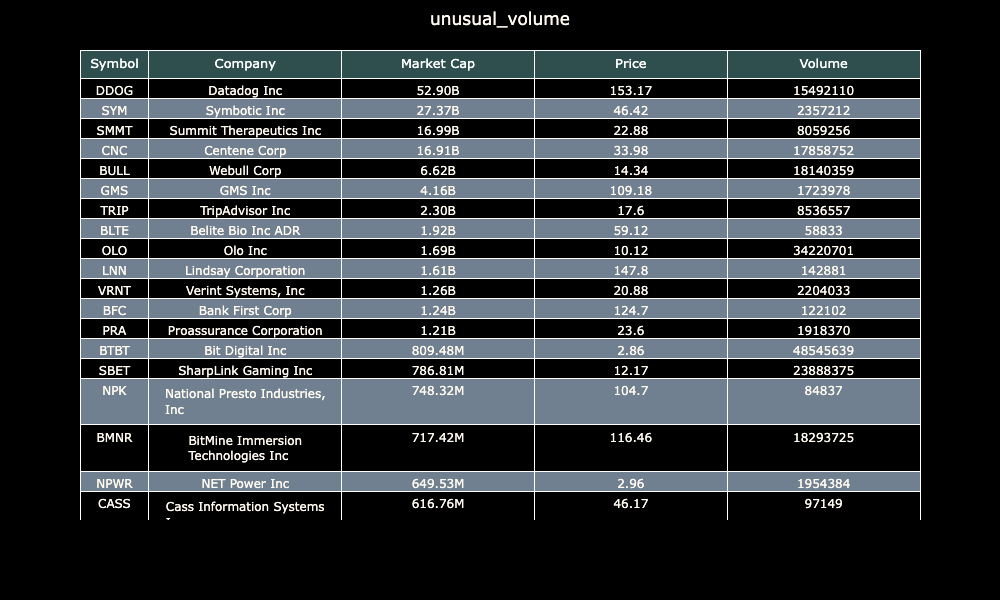 unusual_volume
Symbol Company Market Cap Price Volume
DDOG Datadog Inc 52.90B 153.17 15492110
SYM Symbotic Inc 27.37B 46.42 2357212
SMMT Summit Therapeutics Inc 16.99B 22.88 8059256
CNC Centene Corp 16.91B 33.98 17858752
BULL Webull Corp 6.62B 14.34 18140359
GMS GMS Inc 4.16B 109.18 1723978
TRIP TripAdvisor Inc 2.30B 17.6 8536557
BLTE Belite Bio Inc ADR 1.92B 59.12 58833
OLO Olo Inc 1.69B 10.12 34220701
LNN Lindsay Corporation 1.61B 147.8 142881
VRNT Verint Systems, Inc 1.26B 20.88 2204033
BFC Bank First Corp 1.24B 124.7 122102
PRA Proassurance Corporation 1.21B 23.6 1918370
BTBT Bit Digital Inc 809.48M 2.86 48545639
SBET SharpLink Gaming Inc 786.81M 12.17 23888375
NPK National Presto Industries, 748.32M 104.7 84837
Inc
BMNR BitMine Immersion 717.42M 116.46 18293725
Technologies Inc
NPWR NET Power Inc 649.53M 2.96 1954384
CASS Cass Information Systems 616.76M 46.17 97149